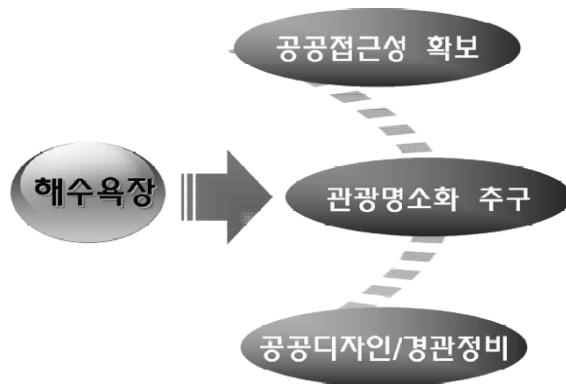 공공접근성 확보
해수욕장
관광명소화 추구
공공디자인/경관정비